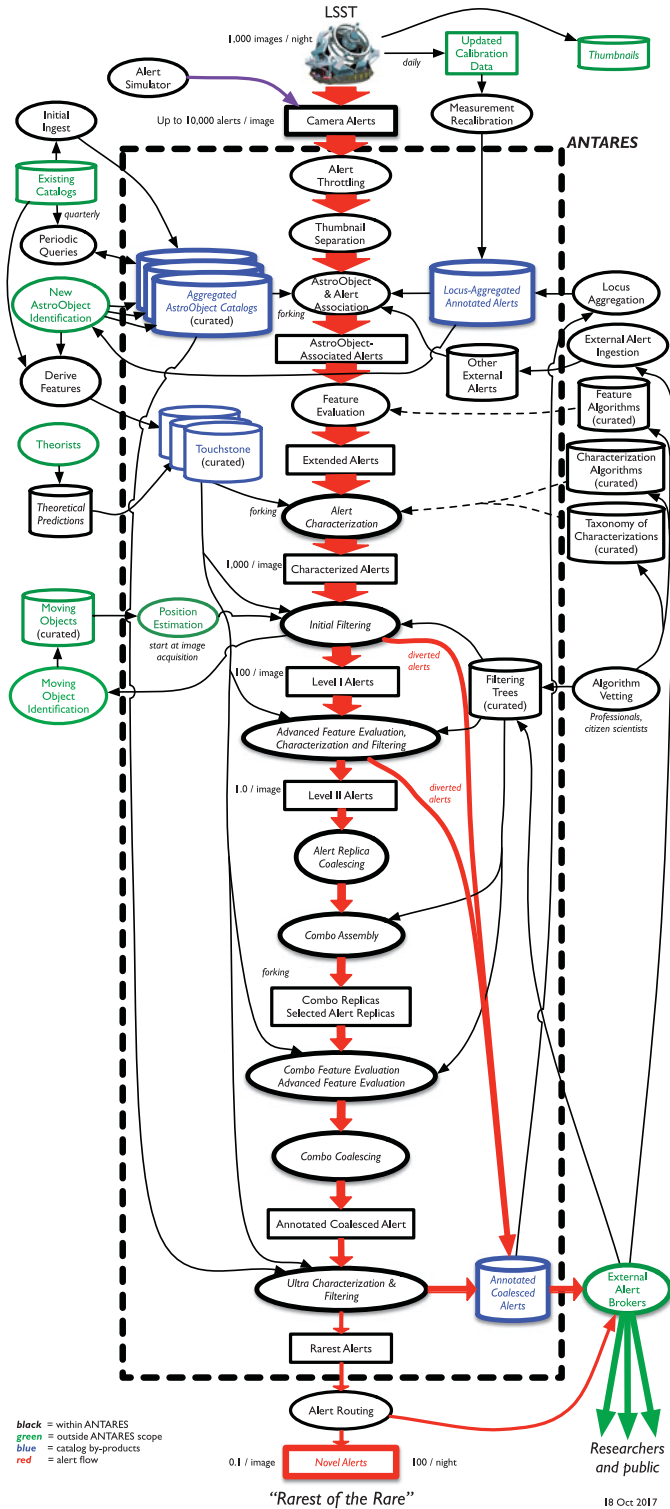 LSST
1,000 images / night
daily
Updated
Calibration
Data
Thumbnails
Alert
Simulator
Up to 10,000 alerts / image
Camera Alerts
Measurement
Recalibration
Initial
Ingest
ANTARES
Existing
Catalogs
quarterly
Alert
Throttling
Periodic
Queries
Thumbnail
Separation
New
AstroObject
Identification
Aggregated
AstroObject Catalogs
(curated)
forking
AstroObject
& Alert
Association
Locus-Aggregated
Annotated Alerts
Locus
Aggregation
AstroObject-
Associated Alerts
Other
External
Alerts
External Alert
Ingestion
Derive
Features
Feature
Evaluation
Feature
Algorithms
(curated)
Theorists
Touchstone
(curated)
Extended Alerts
Characterization
Algorithms
(curated)
Theoretical
Predictions
forking
Alert
Characterization
Taxonomy of
Characterizations
(curated)
1,000 / image
Characterized Alerts
Moving
Objects
(curated)
Position
Estimation
start at image
acquisition
Initial Filtering
diverted
alerts
100 / image
Level I Alerts
Filtering
Trees
(curated)
Algorithm
Vetting
Professionals,
citizen scientists
Moving Object
Identification
Advanced Feature Evaluation,
Characterization and Filtering
1.0 / image
Level II Alerts
diverted
alerts
Alert Replica
Coalescing
Combo Assembly
forking
Combo Replicas
Selected Alert Replicas
Combo Feature Evaluation
Advanced Feature Evaluation
Combo Coalescing
Annotated Coalesced Alert
Ultra Characterization &
Filtering
Annotated
Coalesced
Alerts
External
Alert
Brokers
Rarest Alerts
Alert Routing
black = within ANTARES
green = outside ANTARES scope
blue = catalog by-products
red = alert flow
0.1 / image
Novel Alerts
100 / night
Researchers
and public
"Rarest of the Rare"
18 Oct 2017